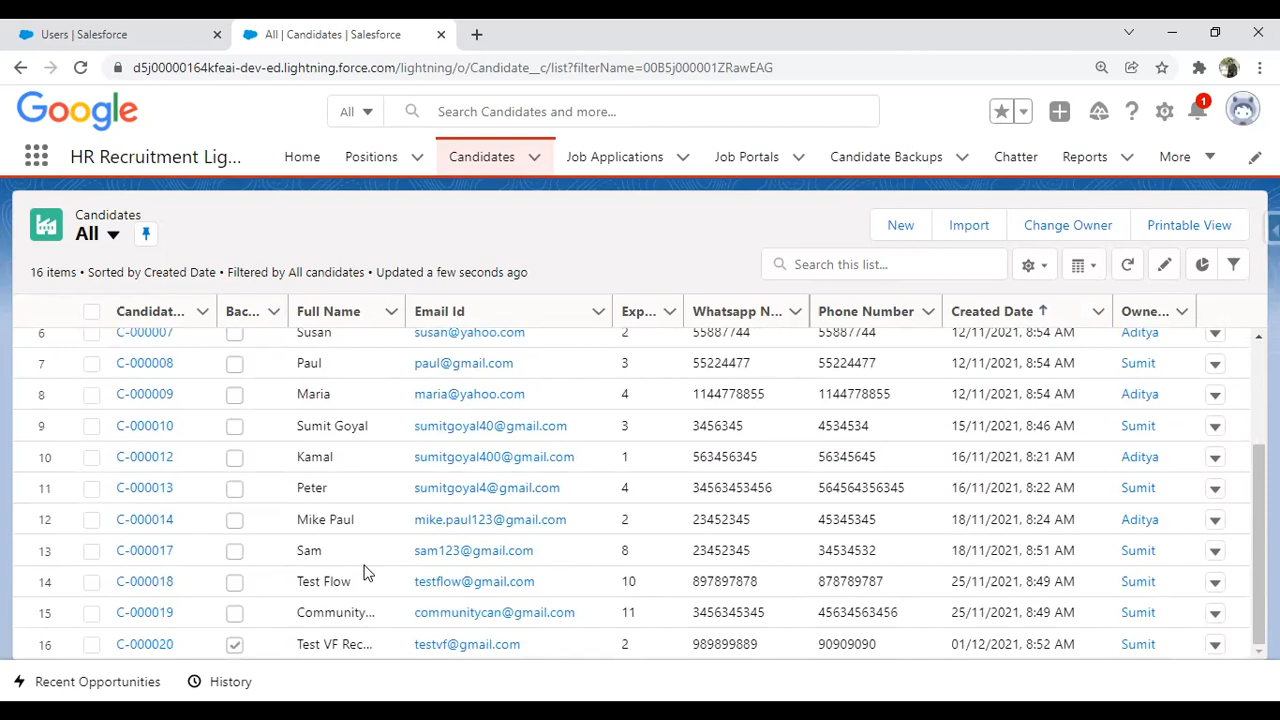 Users | Salesforce
All | Candidates | Salesforce
d5j00000164kfeai-dev-ed.lightning.force.com/lightning/o/Candidate__c/list?filterName=00B5j000001ZRawEAG
Google
All
Search Candidates and more...
1
HR Recruitment Lig...
Home
Positions
Candidates
Job Applications
Job Portals
Candidate Backups
Chatter
Reports
More
Candidates
All
New
Import
Change Owner
Printable View
16 items • Sorted by Created Date • Filtered by All candidates • Updated a few seconds ago
Search this list...
Candidat... Bac... Full Name Email Id Exp... Whatsapp N... Phone Number Created Date Owne...
6 C-000007 Susan susan@yahoo.com 2 55887744 55887744 12/11/2021, 8:54 AM Aditya
7 C-000008 Paul paul@gmail.com 3 55224477 55224477 12/11/2021, 8:54 AM Sumit
8 C-000009 Maria maria@yahoo.com 4 1144778855 1144778855 12/11/2021, 8:54 AM Aditya
9 C-000010 Sumit Goyal sumitgoyal40@gmail.com 3 3456345 4534534 15/11/2021, 8:46 AM Sumit
10 C-000012 Kamal sumitgoyal400@gmail.com 1 563456345 56345645 16/11/2021, 8:21 AM Aditya
11 C-000013 Peter sumitgoyal4@gmail.com 4 34563453456 564564356345 16/11/2021, 8:22 AM Sumit
12 C-000014 Mike Paul mike.paul123@gmail.com 2 23452345 45345345 18/11/2021, 8:24 AM Aditya
13 C-000017 Sam sam123@gmail.com 8 23452345 34534532 18/11/2021, 8:51 AM Sumit
14 C-000018 Test Flow testflow@gmail.com 10 897897878 878789787 25/11/2021, 8:49 AM Sumit
15 C-000019 Community... communitycan@gmail.com 11 3456345345 45634563456 25/11/2021, 8:49 AM Sumit
16 C-000020 Test VF Rec... testvf@gmail.com 2 989899889 90909090 01/12/2021, 8:52 AM Sumit
Recent Opportunities
History